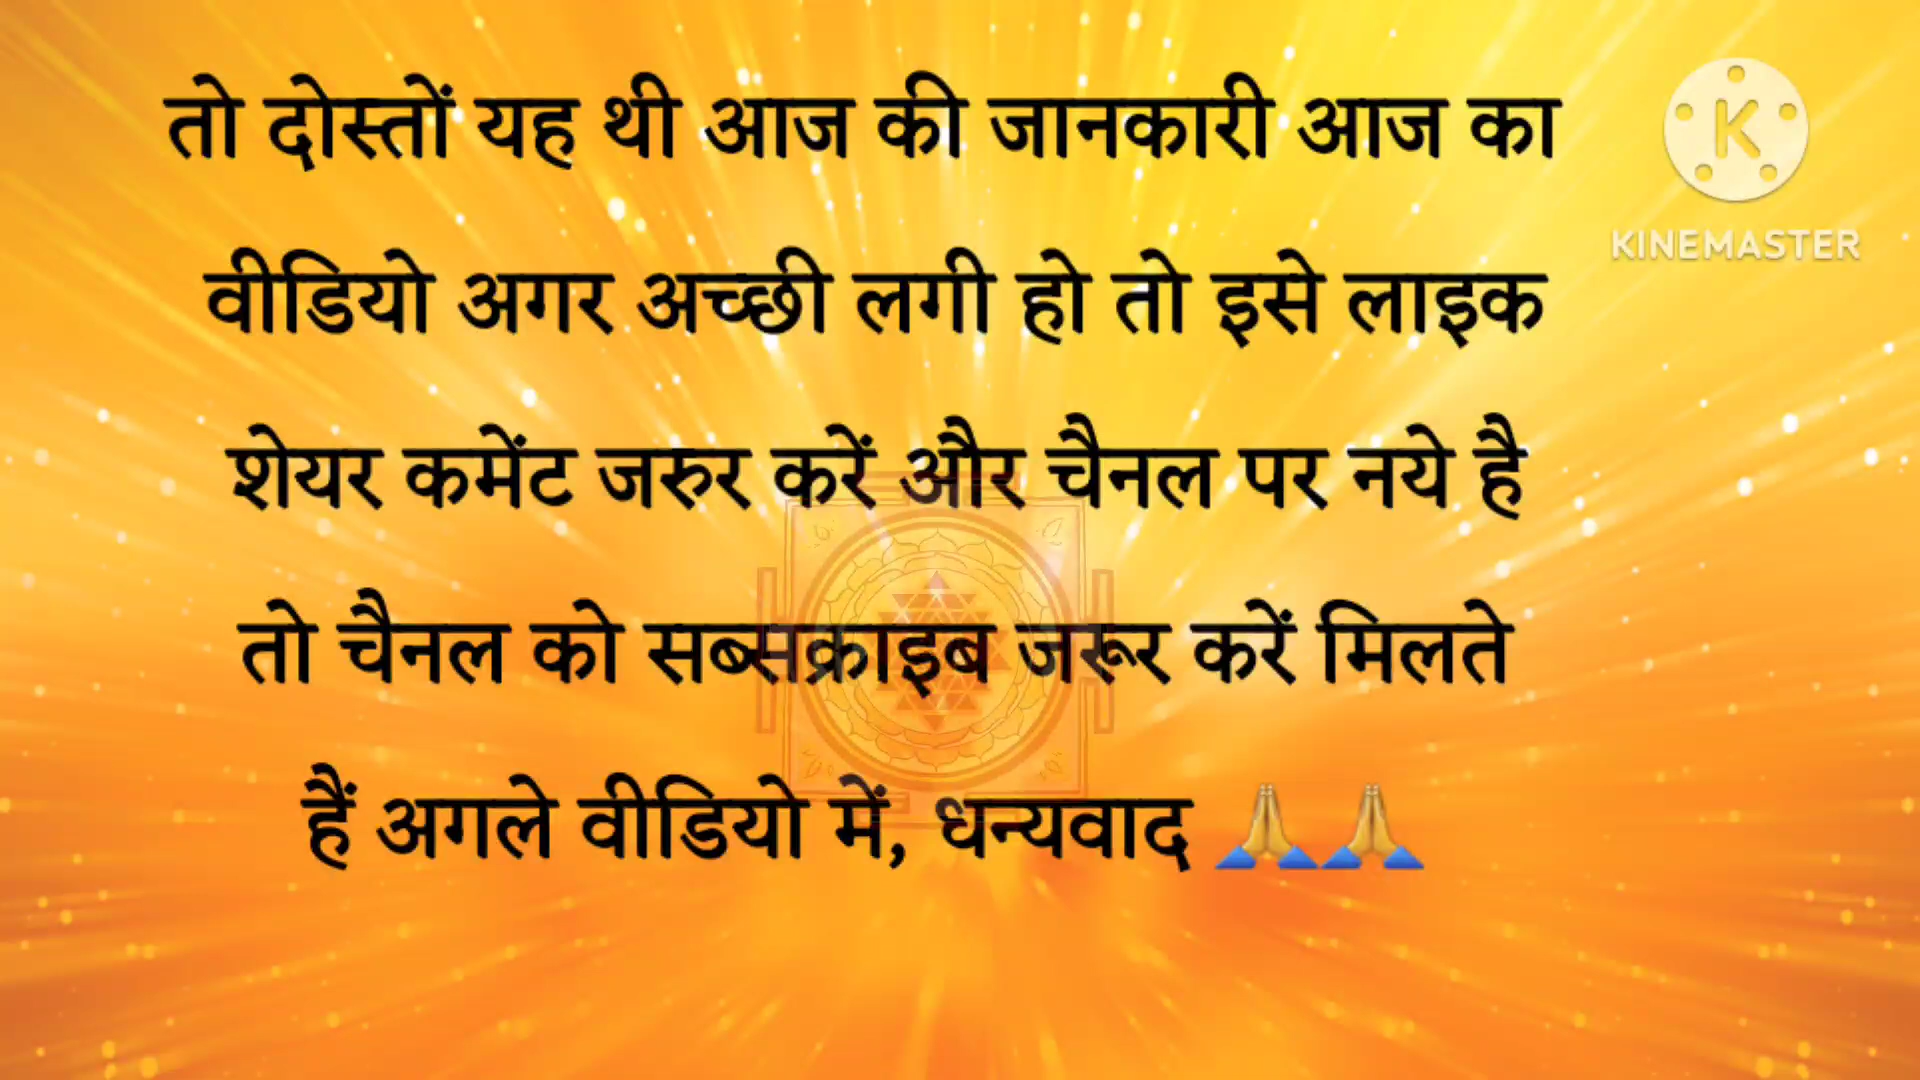 तो दोस्तों यह थी आज की जानकारी आज का
वीडियो अगर अच्छी लगी हो तो इसे लाइक
शेयर कमेंट जरुर करें और चैनल पर नये है
तो चैनल को सब्सक्राइब जरूर करें मिलते
हैं अगले वीडियो में, धन्यवाद 🙏🙏
K
KINEMASTER